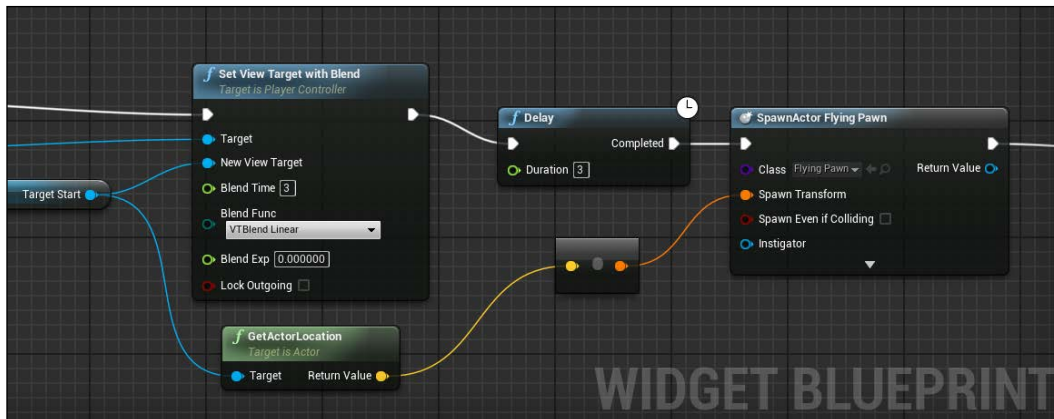 Set View Target with Blend
Target is Player Controller
Target
New View Target
Blend Time 3
Blend Func
VTBlend Linear
Blend Exp 0.000000
Lock Outgoing
Target Start
GetActorLocation
Target is Actor
Target Return Value
Delay
Completed
Duration 3
SpawnActor Flying Pawn
Class Flying Pawn Return Value
Spawn Transform
Spawn Even if Colliding
Instigator
WIDGET BLUEPRINT